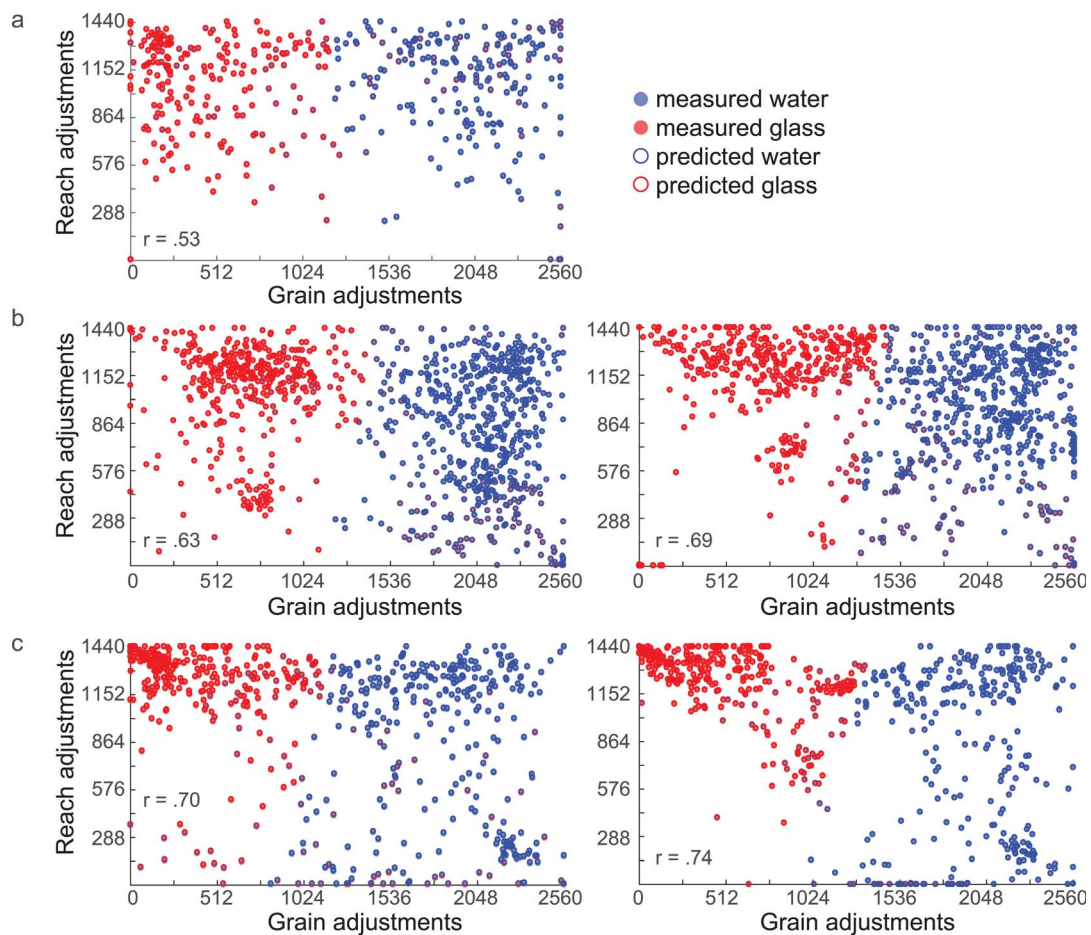 a
Reach adjustments
1440
1152
864
576
288
r = .53
0 512 1024 1536 2048 2560
Grain adjustments
measured water
measured glass
predicted water
predicted glass
b
Reach adjustments
1440
1152
864
576
288
r = .63
0 512 1024 1536 2048 2560
Grain adjustments
1440
1152
864
576
288
r = .69
0 512 1024 1536 2048 2560
Grain adjustments
c
Reach adjustments
1440
1152
864
576
288
r = .70
0 512 1024 1536 2048 2560
Grain adjustments
1440
1152
864
576
288
r = .74
0 512 1024 1536 2048 2560
Grain adjustments